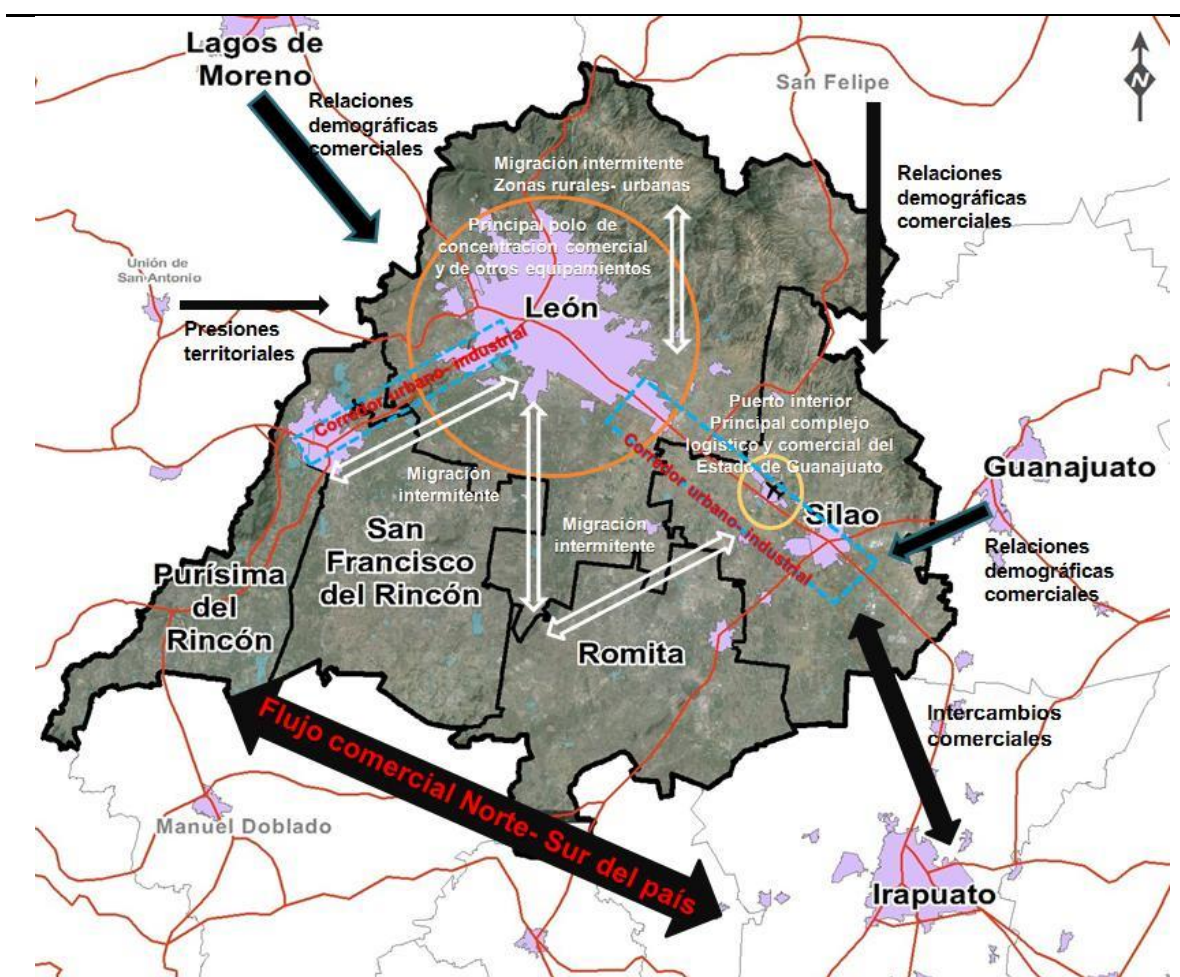 Lagos de
Moreno
N
San Felipe
Relaciones
demográficas
comerciales
Migración intermitente
Zonas rurales- urbanas
Relaciones
demográficas
comerciales
Principal polo de
concentración comercial
y de otros equipamientos
Unión de
San Antonio
León
Presiones
territoriales
Corredor urbano- industrial
Puerto interior
Principal complejo
logístico y comercial del
Estado de Guanajuato
Corredor urbano- industrial
Guanajuato
Migración
intermitente
Silao
San
Francisco
del Rincón
Migración
intermitente
Relaciones
demográficas
comerciales
Purísima
del
Rincón
Romita
Flujo comercial Norte- Sur del país
Intercambios
comerciales
Manuel Doblado
Irapuato